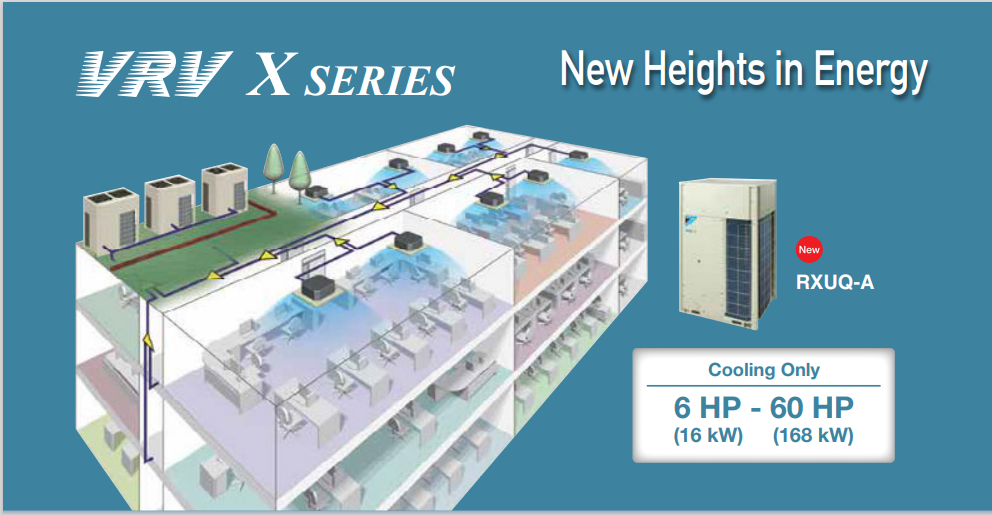 VRV X SERIES
New Heights in Energy
New
RXUQ-A
Cooling Only
6 HP - 60 HP
(16 kW) (168 kW)